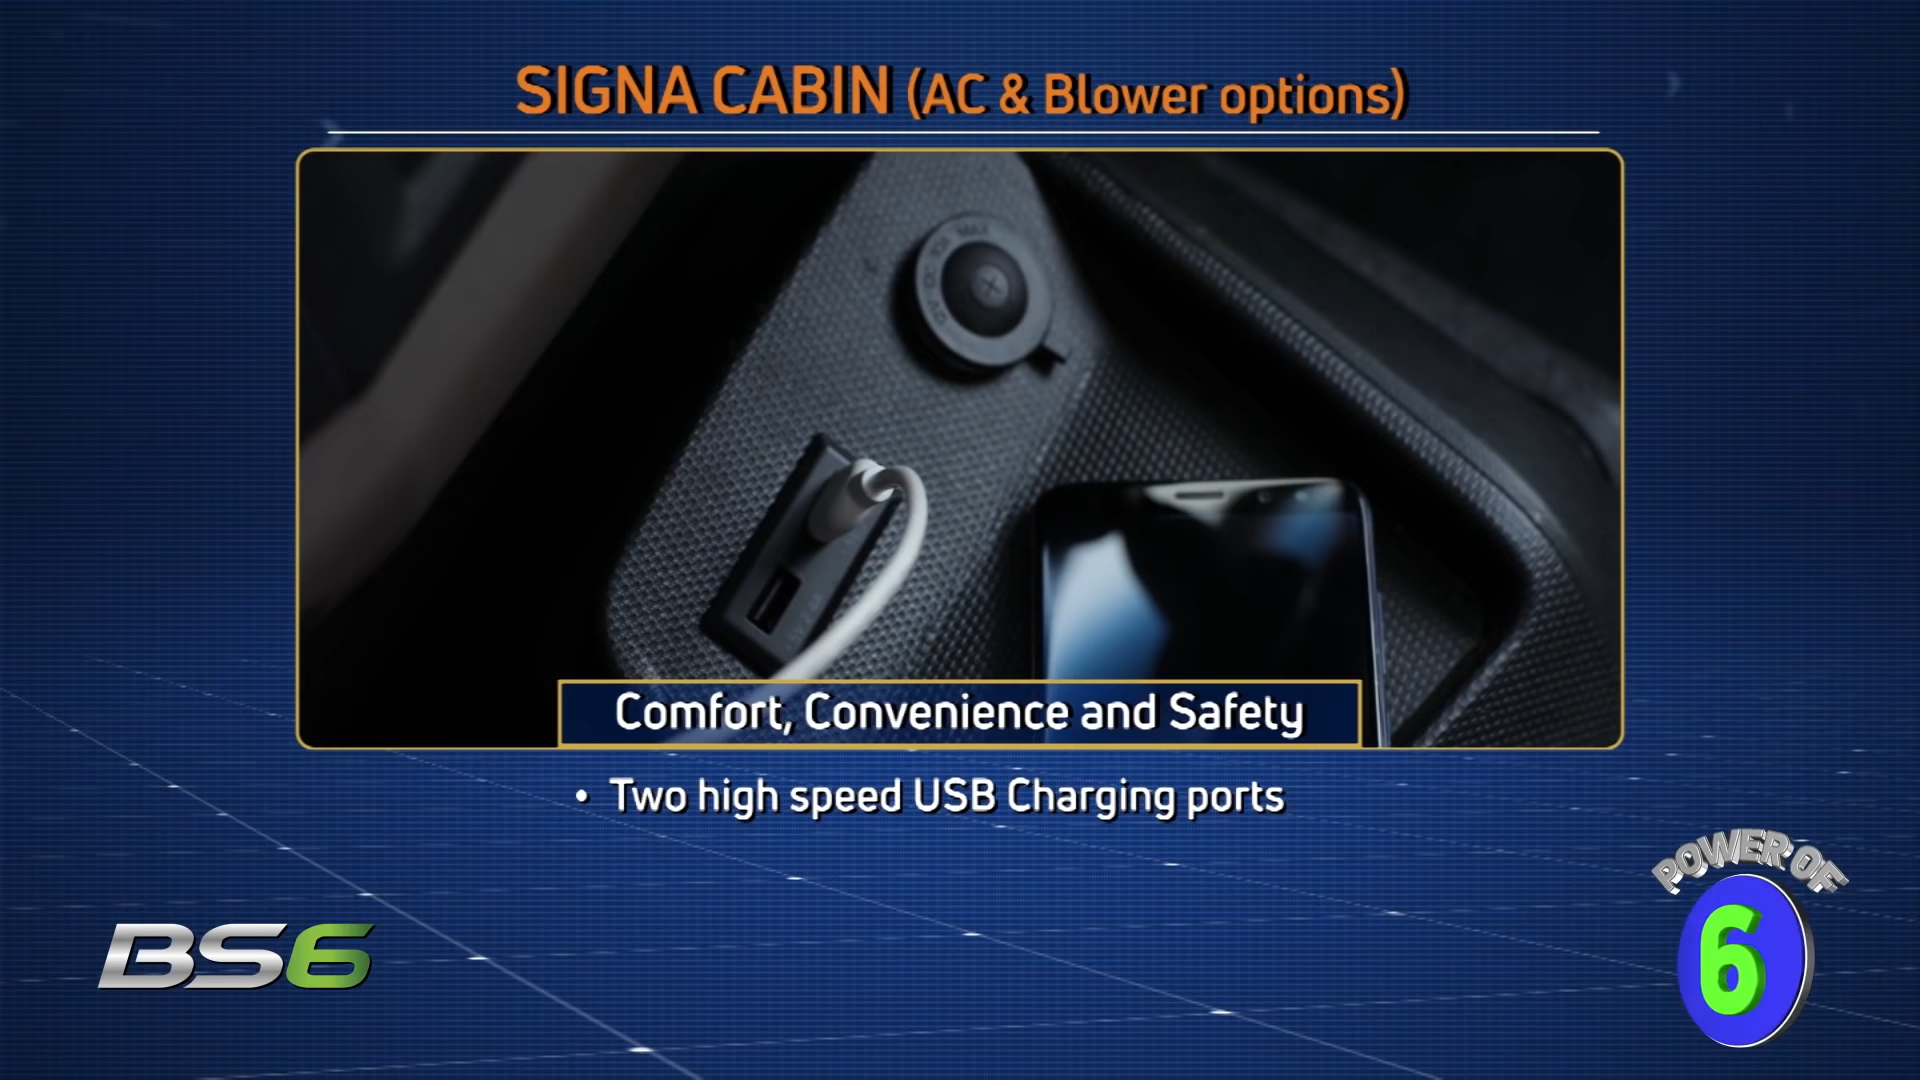 SIGNA CABIN (AC & Blower options)
MAX
Comfort, Convenience and Safety
• Two high speed USB Charging ports
POWER OF
6
BS6